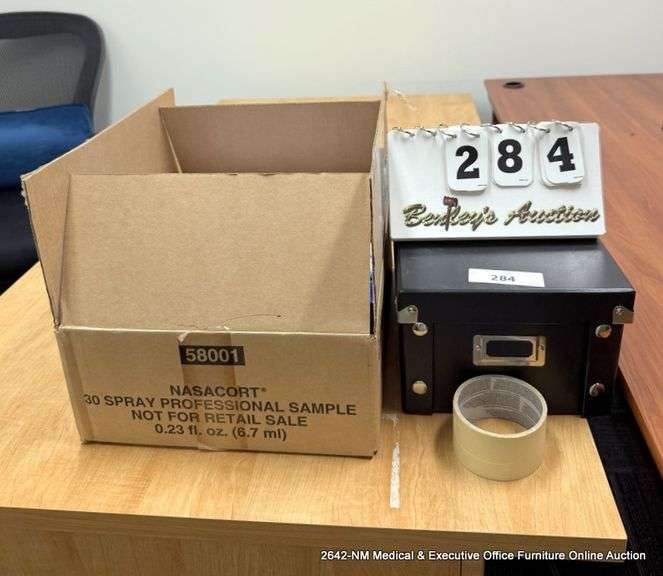 284
Benley's Auction
284
58001
NASACORT®
30 SPRAY PROFESSIONAL SAMPLE
NOT FOR RETAIL SALE
0.23 fl. oz. (6.7 ml)
2642-NM Medical & Executive Office Furniture Online Auction